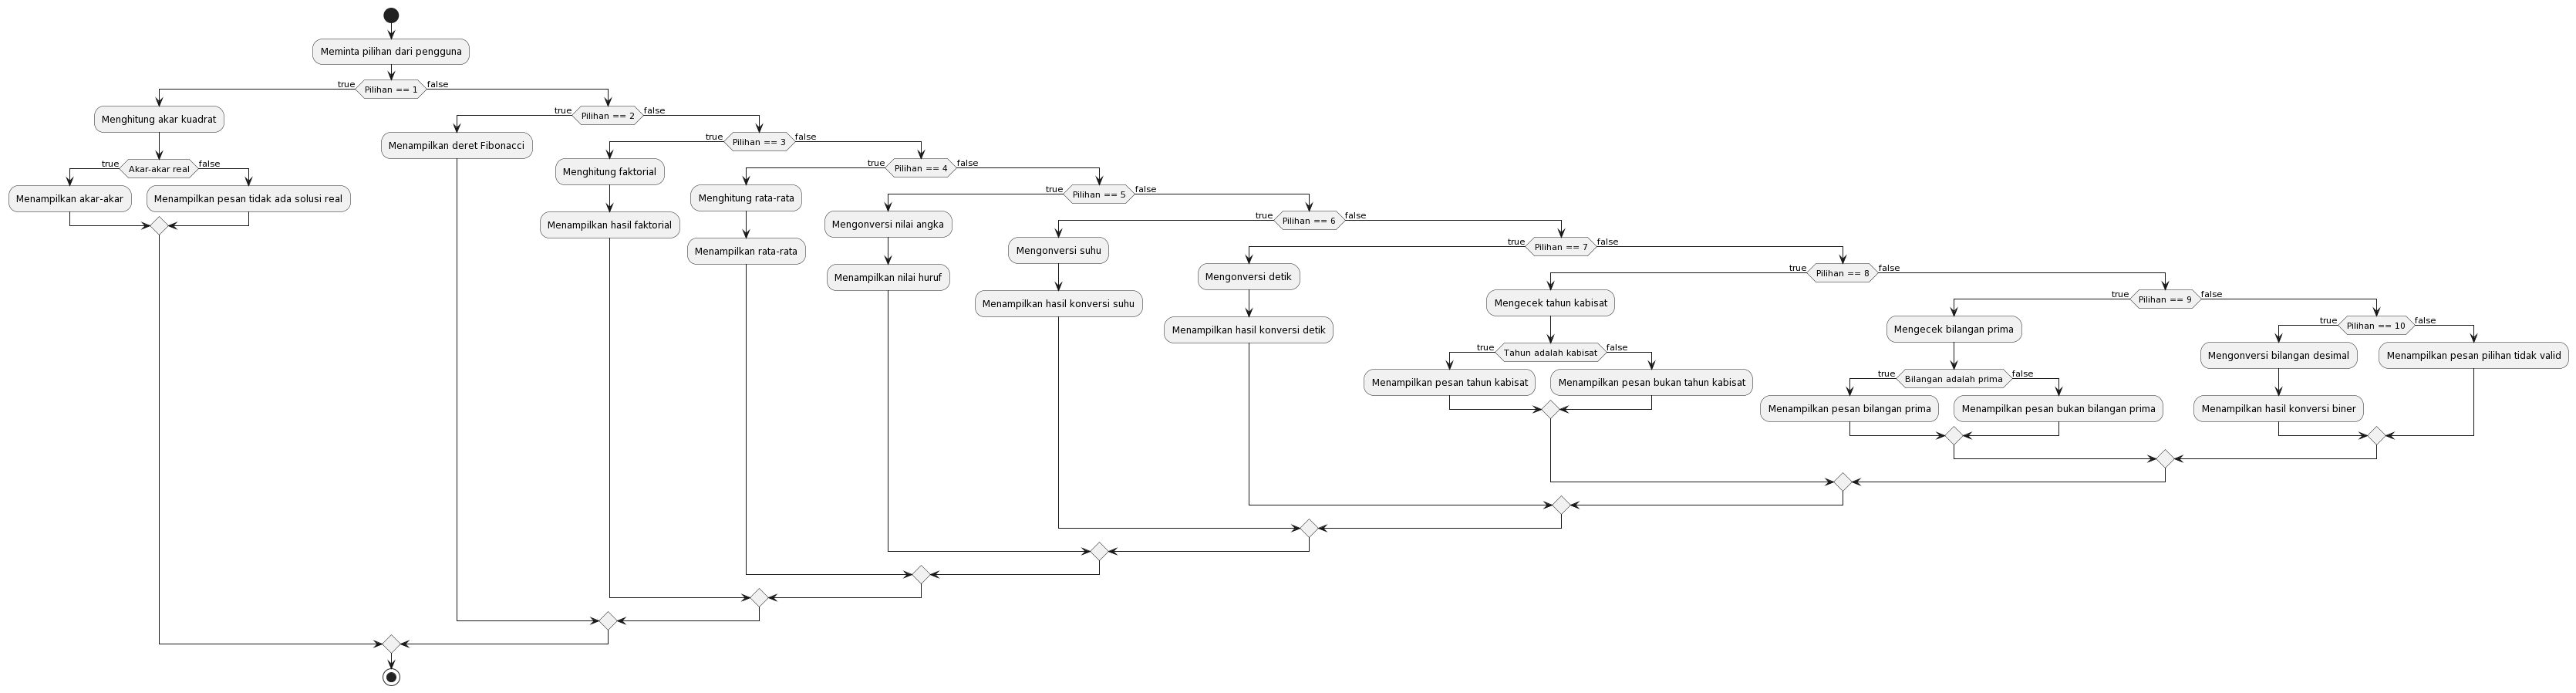 Meminta pilihan dari pengguna
true
Pilihan == 1
false
Menghitung akar kuadrat
true
Akar-akar real
false
Menampilkan akar-akar
Menampilkan pesan tidak ada solusi real
true
Pilihan == 2
false
Menampilkan deret Fibonacci
true
Pilihan == 3
false
Menghitung faktorial
Menampilkan hasil faktorial
true
Pilihan == 4
false
Menghitung rata-rata
Menampilkan rata-rata
true
Pilihan == 5
false
Mengonversi nilai angka
Menampilkan nilai huruf
true
Pilihan == 6
false
Mengonversi suhu
Menampilkan hasil konversi suhu
true
Pilihan == 7
false
Mengonversi detik
Menampilkan hasil konversi detik
true
Pilihan == 8
false
Mengecek tahun kabisat
true
Tahun adalah kabisat
false
Menampilkan pesan tahun kabisat
Menampilkan pesan bukan tahun kabisat
true
Pilihan == 9
false
Mengecek bilangan prima
true
Bilangan adalah prima
false
Menampilkan pesan bilangan prima
Menampilkan pesan bukan bilangan prima
true
Pilihan == 10
false
Mengonversi bilangan desimal
Menampilkan hasil konversi biner
Menampilkan pesan pilihan tidak valid